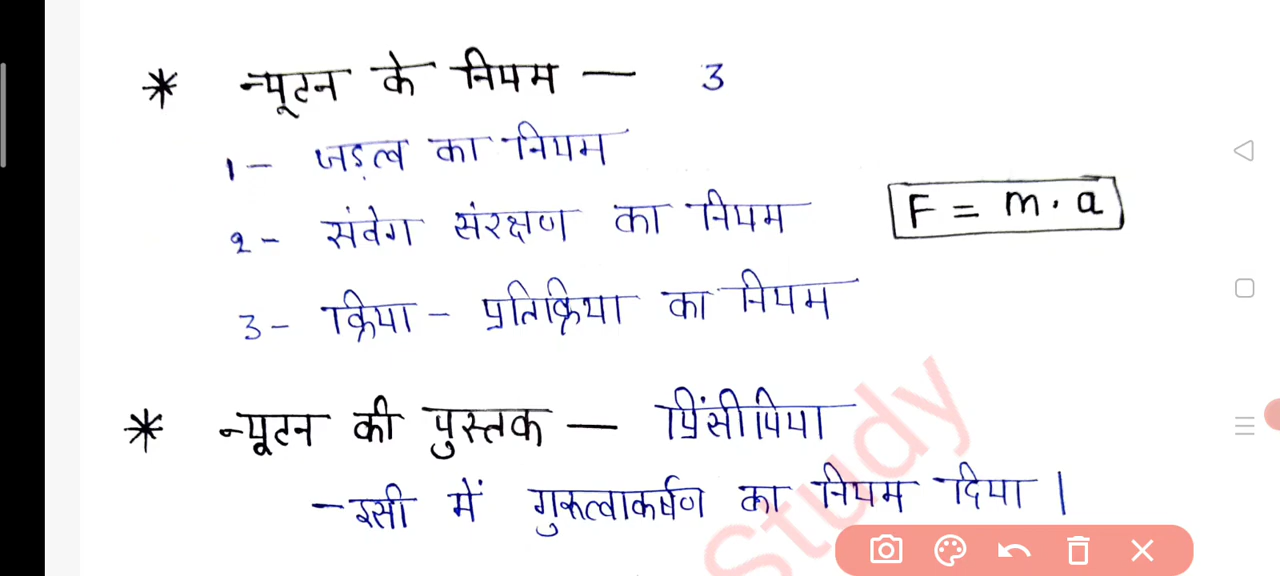 * न्यूटन के नियम — 3
1 - जड़त्व का नियम
2 - संवेग संरक्षण का नियम F = m . a
3 - क्रिया - प्रतिक्रिया का नियम
* न्यूटन की पुस्तक — प्रिंसीपिया
- इसी में गुरुत्वाकर्षण का नियम दिया |
Study